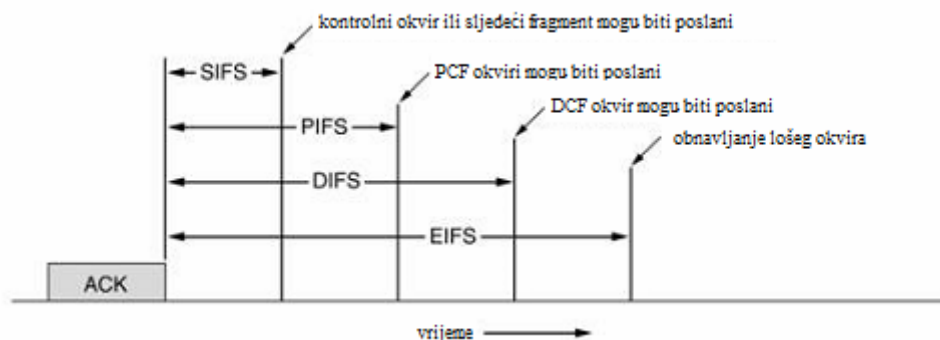 kontrolni okvir ili sljedeći fragment mogu biti poslani
SIFS
PCF okviri mogu biti poslani
PIFS
DCF okvir mogu biti poslani
obnavljanje lošeg okvira
DIFS
EIFS
ACK
vrijeme